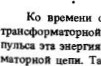 Ко времени с
трансформаторной
пульса эта энергия
маторной цепи. Та